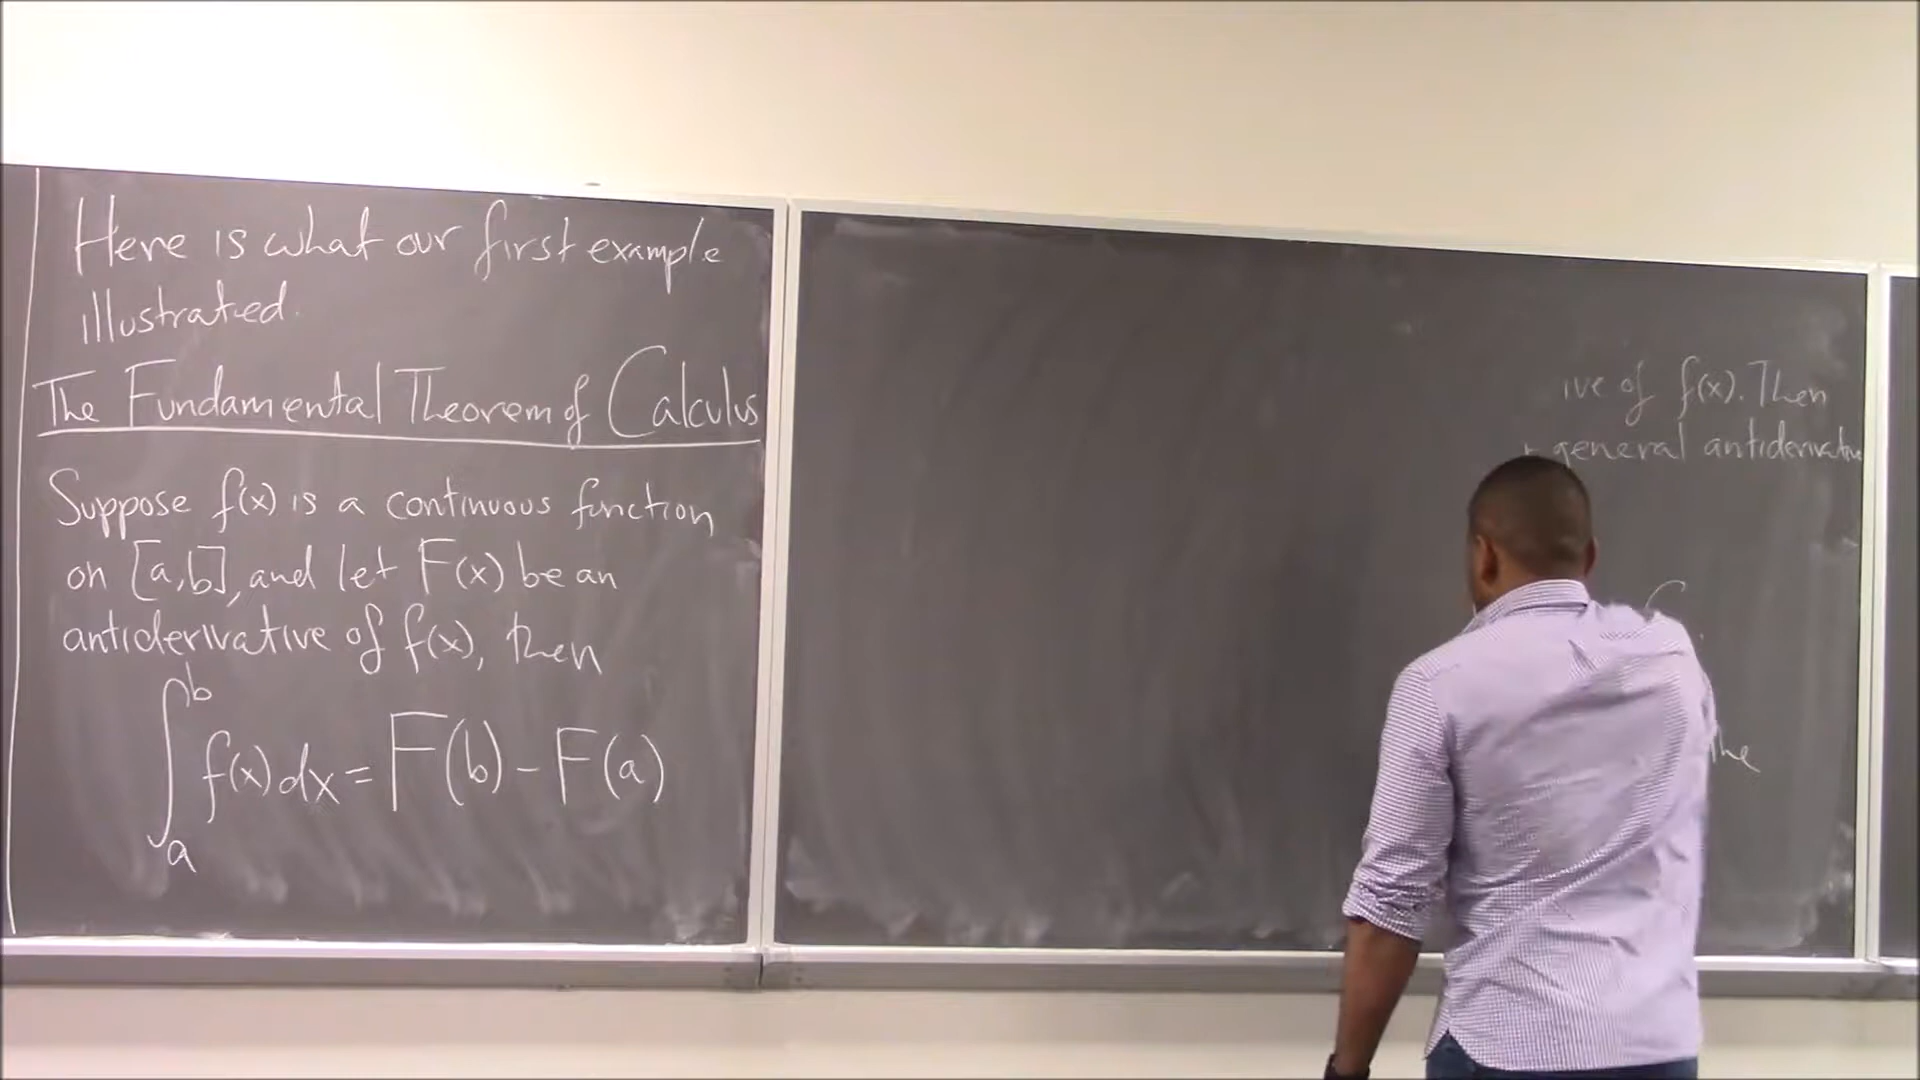 Here is what our first example
illustrated.
The Fundamental Theorem of Calculus
Suppose f(x) is a continuous function
on [a,b], and let F(x) be an
antiderivative of f(x), then
∫_a^b f(x)dx = F(b) - F(a)
ive of f(x). Then
general antiderivative
the